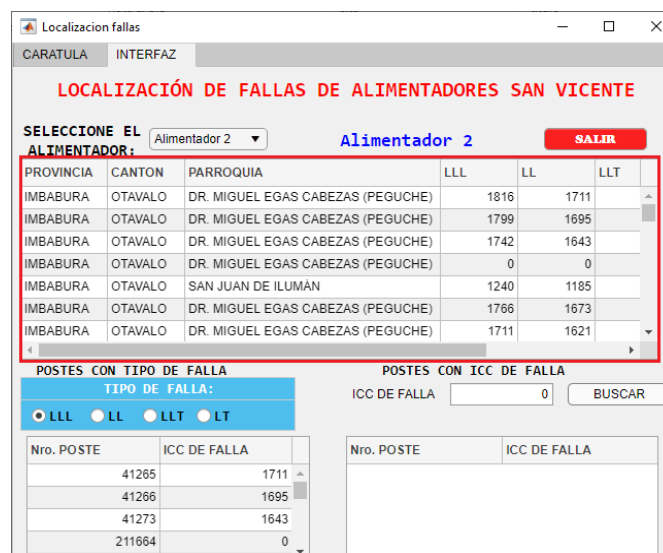 Localizacion fallas
CARATULA INTERFAZ
LOCALIZACIÓN DE FALLAS DE ALIMENTADORES SAN VICENTE
SELECCIONE EL
ALIMENTADOR:
Alimentador 2
Alimentador 2
SALIR
PROVINCIA CANTON PARROQUIA LLL LL LLT
IMBABURA OTAVALO DR. MIGUEL EGAS CABEZAS (PEGUCHE) 1816 1711
IMBABURA OTAVALO DR. MIGUEL EGAS CABEZAS (PEGUCHE) 1799 1695
IMBABURA OTAVALO DR. MIGUEL EGAS CABEZAS (PEGUCHE) 1742 1643
IMBABURA OTAVALO DR. MIGUEL EGAS CABEZAS (PEGUCHE) 0 0
IMBABURA OTAVALO SAN JUAN DE ILUMÁN 1240 1185
IMBABURA OTAVALO DR. MIGUEL EGAS CABEZAS (PEGUCHE) 1766 1673
IMBABURA OTAVALO DR. MIGUEL EGAS CABEZAS (PEGUCHE) 1711 1621
POSTES CON TIPO DE FALLA
TIPO DE FALLA:
LLL LL LLT LT
Nro. POSTE ICC DE FALLA
41265 1711
41266 1695
41273 1643
211664 0
POSTES CON ICC DE FALLA
ICC DE FALLA 0 BUSCAR
Nro. POSTE ICC DE FALLA